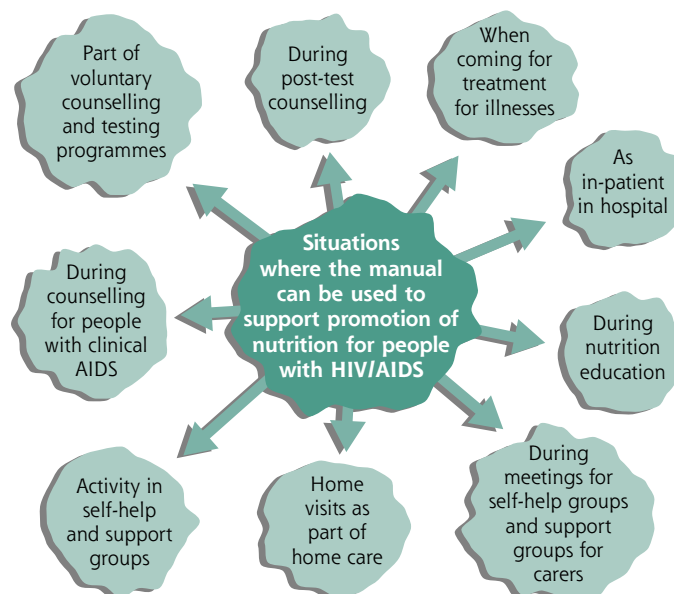 Part of
voluntary
counselling
and testing
programmes
During
post-test
counselling
When
coming for
treatment
for illnesses
As
in-patient
in hospital
Situations
where the manual
can be used to
support promotion of
nutrition for people
with HIV/AIDS
During
counselling
for people
with clinical
AIDS
During
nutrition
education
Activity in
self-help
and support
groups
Home
visits as
part of
home care
During
meetings for
self-help groups
and support
groups for
carers